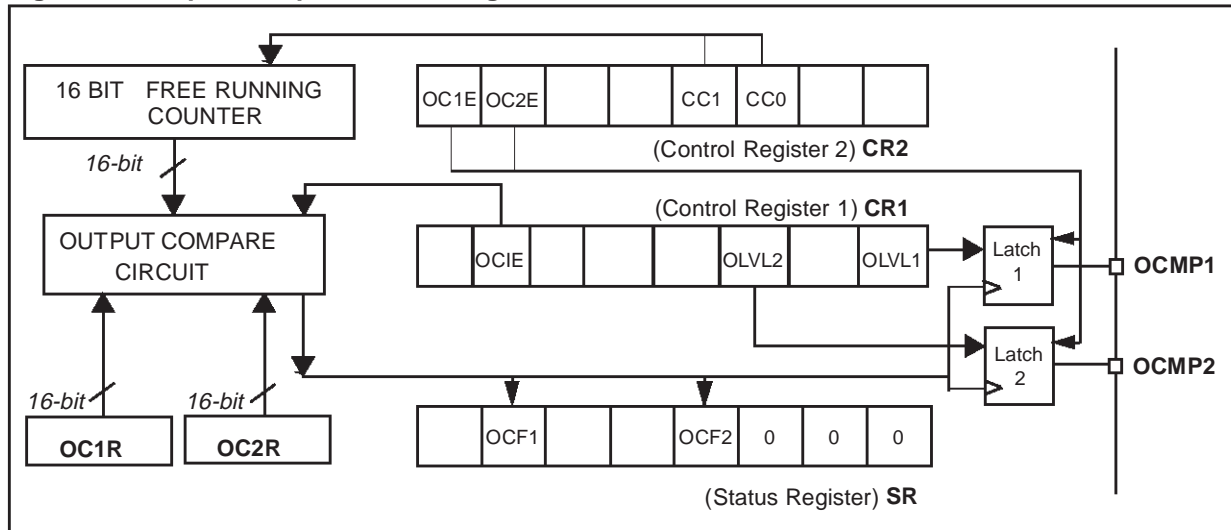 16 BIT FREE RUNNING
COUNTER
16-bit
OUTPUT COMPARE
CIRCUIT
16-bit
16-bit
OC1R
OC2R
OC1E OC2E CC1 CC0
(Control Register 2) CR2
(Control Register 1) CR1
OCIE OLVL2 OLVL1
Latch
1
OCMP1
Latch
2
OCMP2
OCF1 OCF2 0 0 0
(Status Register) SR